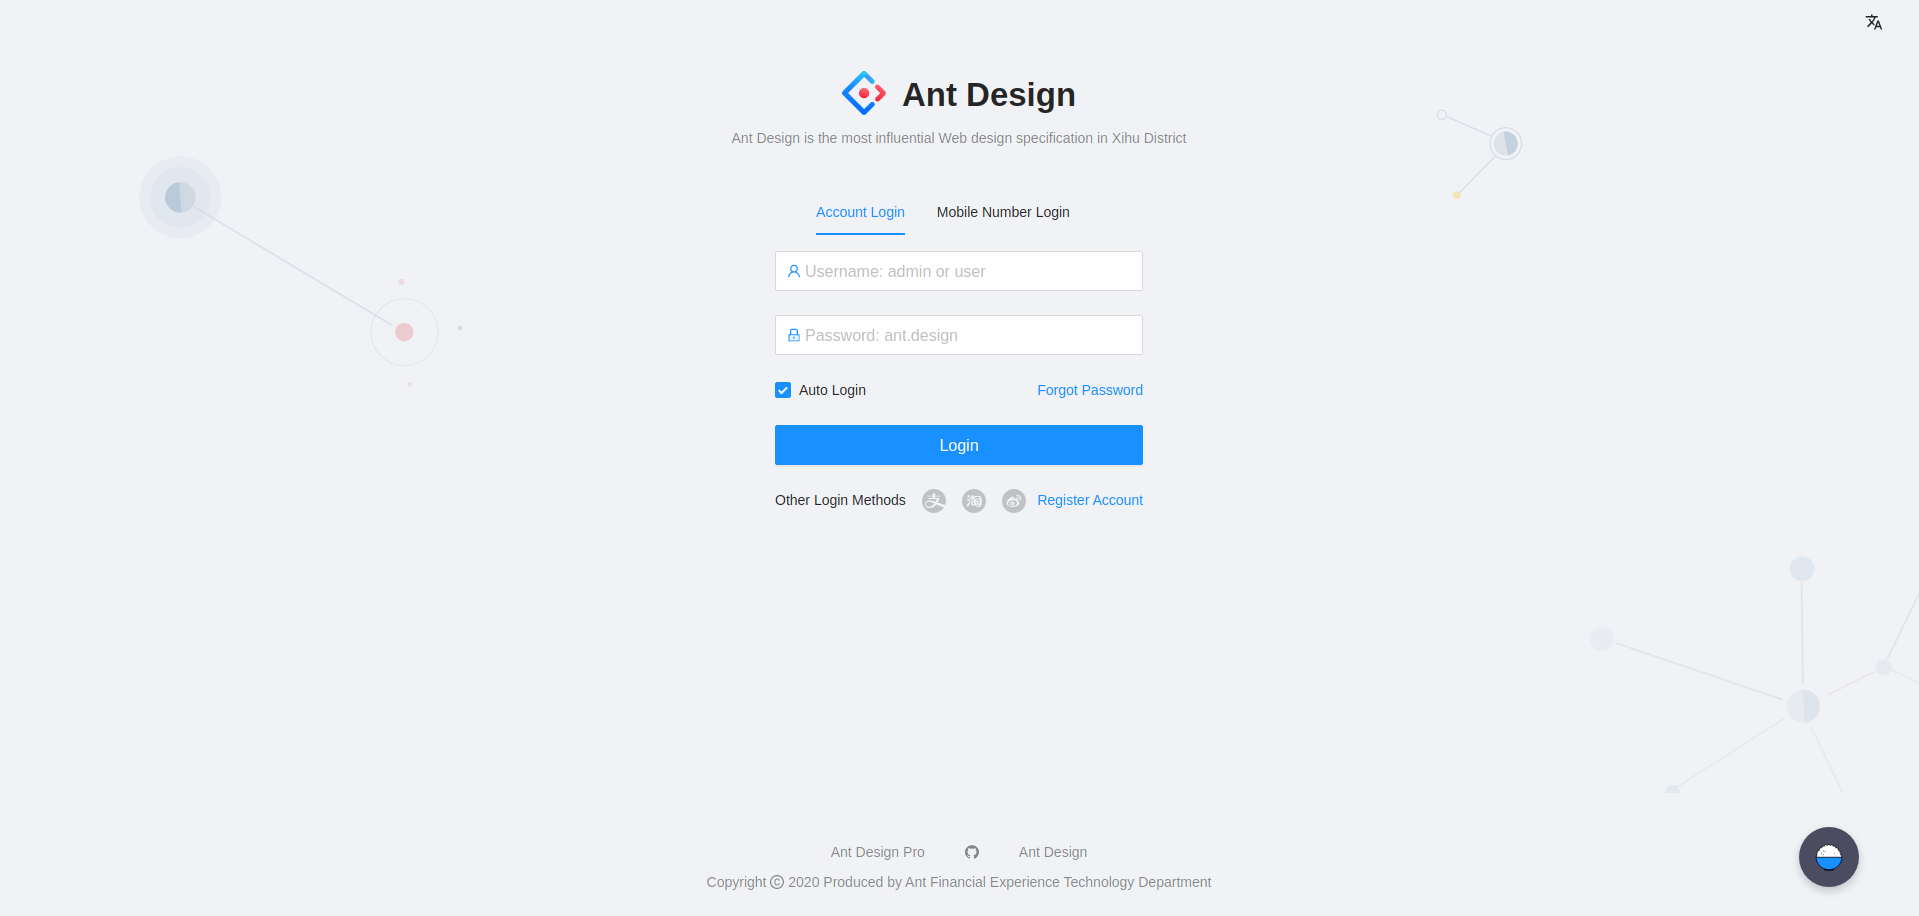 Ant Design
Ant Design is the most influential Web design specification in Xihu District
Account Login
Mobile Number Login
Username: admin or user
Password: ant.design
Auto Login
Forgot Password
Login
Other Login Methods
Register Account
Ant Design Pro
Ant Design
Copyright © 2020 Produced by Ant Financial Experience Technology Department